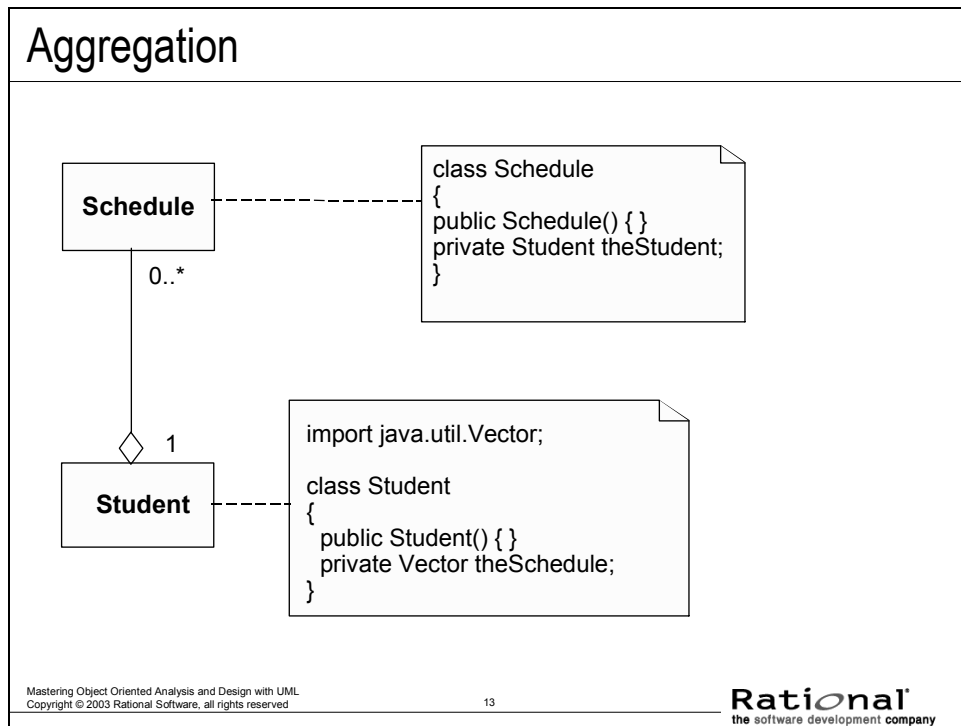 Aggregation
Schedule
0..*
class Schedule
{
public Schedule() { }
private Student theStudent;
}
1
Student
import java.util.Vector;
class Student
{
public Student() { }
private Vector theSchedule;
}
Mastering Object Oriented Analysis and Design with UML
Copyright © 2003 Rational Software, all rights reserved
13
Rational
the software development company